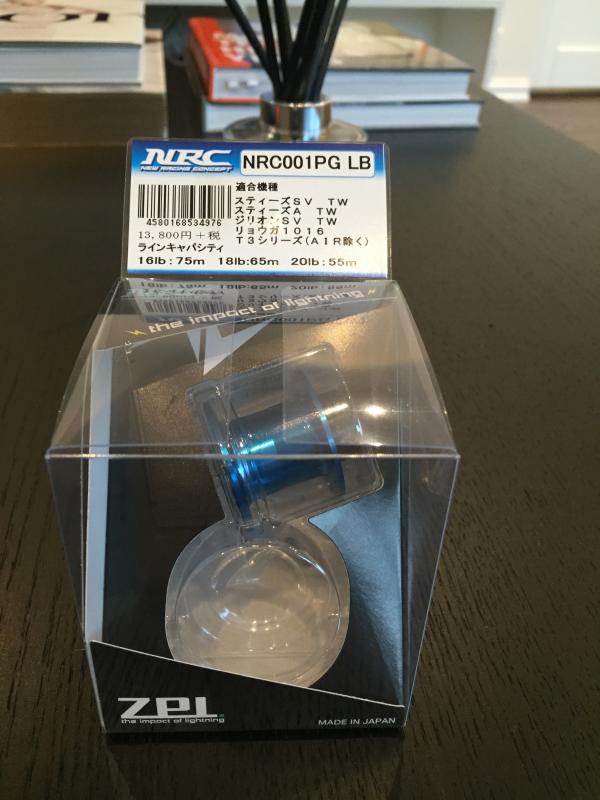 NRC
NEW RACING CONCEPT
NRC001PG LB
適合機種
スティーズSV TW
スティーズA TW
ジリオンSV TW
リョウガ1016
T3シリーズ(AIR除く)
4580168534976
13,800円+税
ラインキャパシティ
16lb:75m 18lb:65m 20lb:55m
the impact of lightning
ZPI
the impact of lightning
MADE IN JAPAN